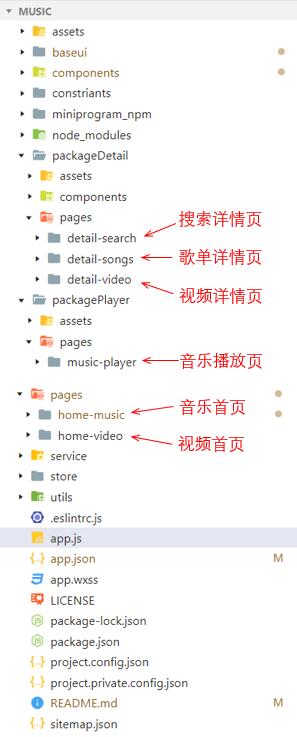 MUSIC
assets
baseui
components
constriants
miniprogram_npm
node_modules
packageDetail
assets
components
pages
detail-search 搜索详情页
detail-songs 歌单详情页
detail-video 视频详情页
packagePlayer
assets
pages
music-player 音乐播放页
pages
home-music 音乐首页
home-video 视频首页
service
store
utils
.eslintrc.js
app.js
app.json M
app.wxss
LICENSE
package-lock.json
package.json
project.config.json
project.private.config.json
README.md M
sitemap.json